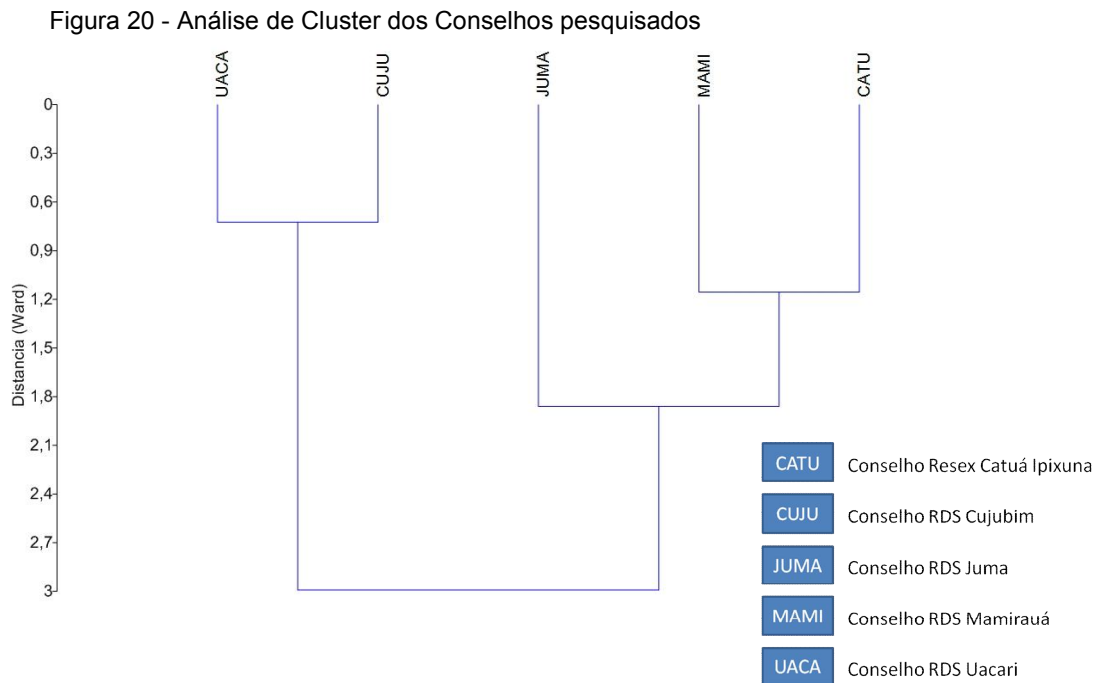 Figura 20 - Análise de Cluster dos Conselhos pesquisados
UACA
CUJU
JUMA
MAMI
CATU
0
0,3
0,6
0,9
1,2
1,5
1,8
2,1
2,4
2,7
3
Distancia (Ward)
CATU Conselho Resex Catuá Ipixuna
CUJU Conselho RDS Cujubim
JUMA Conselho RDS Juma
MAMI Conselho RDS Mamirauá
UACA Conselho RDS Uacari